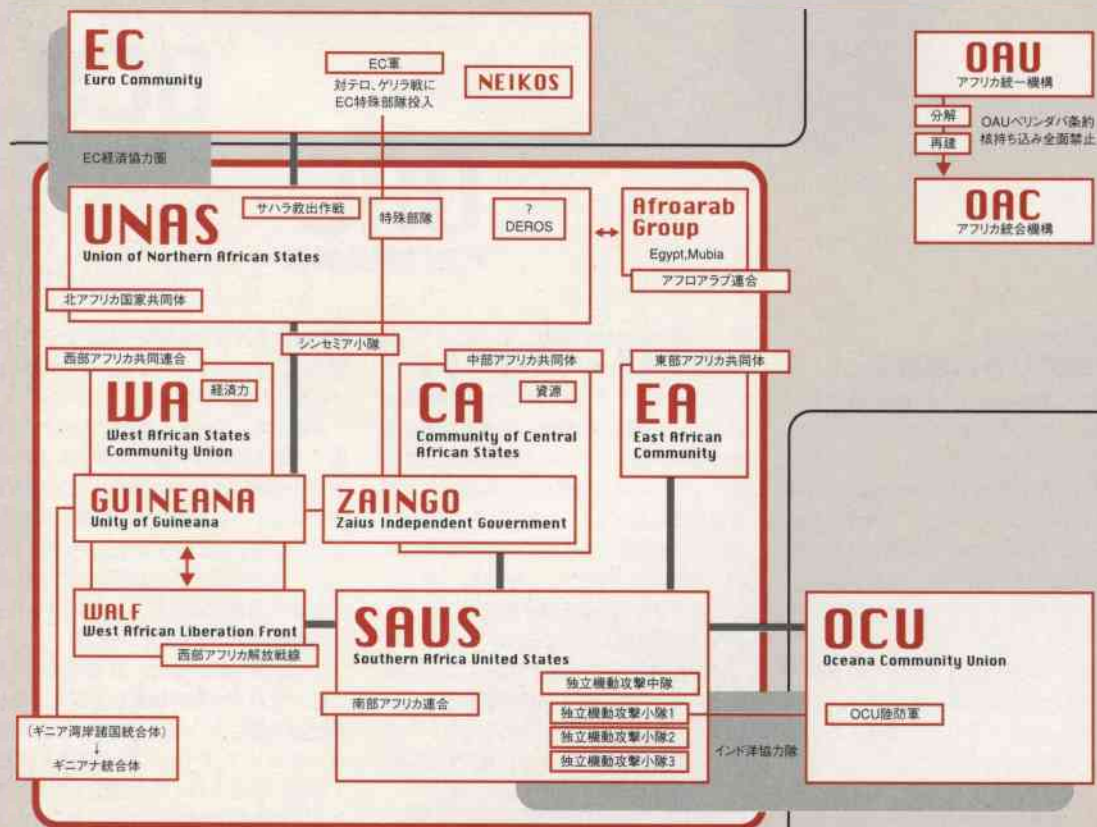 EC
Euro Community
EC軍
対テロ、ゲリラ戦に
EC特殊部隊投入
NEIKOS
OAU
アフリカ統一機構
分解
再建
OAUペリンダバ条約
核持ち込み全面禁止
OAC
アフリカ統合機構
EC経済協力圏
UNAS
Union of Northern African States
サハラ救出作戦
特殊部隊
?
DEROS
北アフリカ国家共同体
Afroarab
Group
Egypt,Mubia
アフロアラブ連合
シンセミア小隊
西部アフリカ共同連合
WA
経済力
West African States
Community Union
中部アフリカ共同体
CA
資源
Community of Central
African States
東部アフリカ共同体
EA
East African
Community
GUINEANA
Unity of Guineana
ZAINGO
Zaius Independent Government
WALF
West African Liberation Front
西部アフリカ解放戦線
SAUS
Southern Africa United States
南部アフリカ連合
独立機動攻撃中隊
独立機動攻撃小隊1
独立機動攻撃小隊2
独立機動攻撃小隊3
インド洋協力隊
OCU
Oceana Community Union
OCU陸防軍
(ギニア湾岸諸国統合体)
↓
ギニアナ統合体